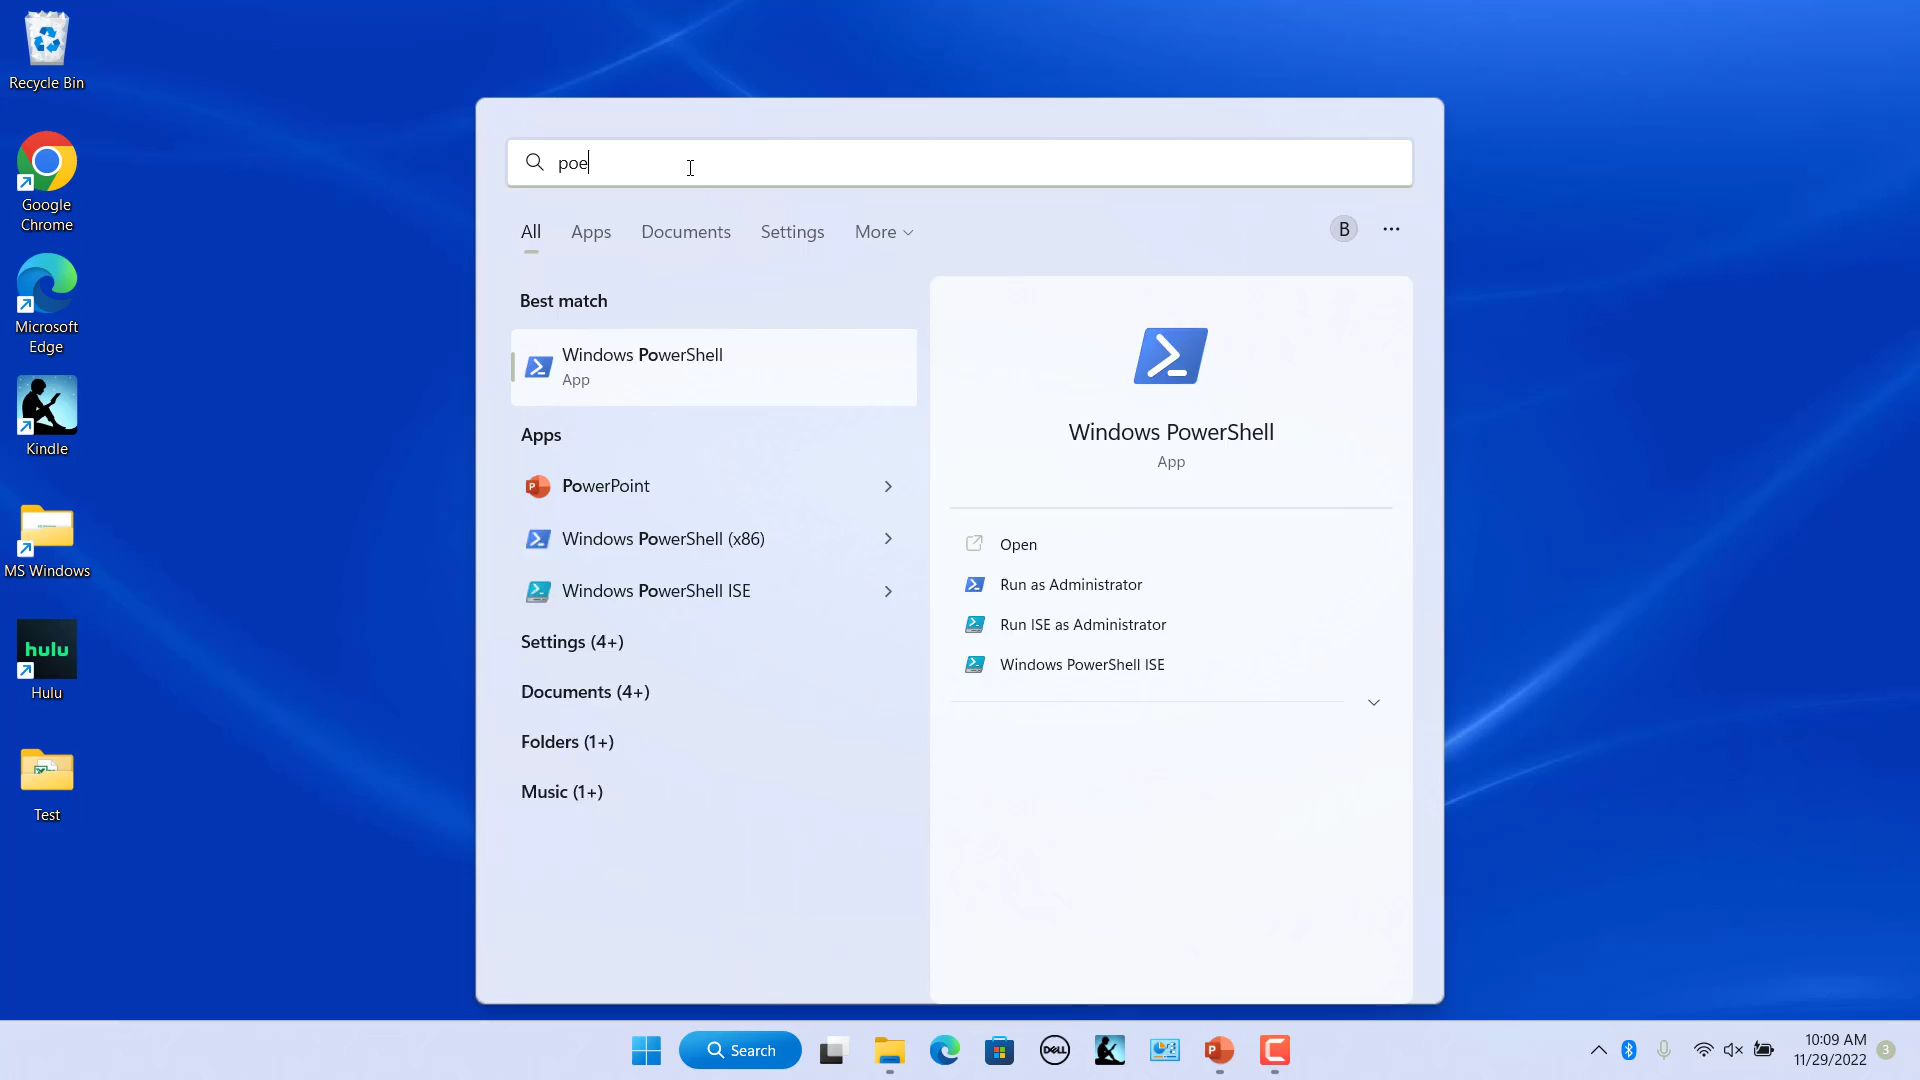 Recycle Bin
Google
Chrome
Microsoft
Edge
Kindle
MS Windows
hulu
Hulu
Test
poe
All
Apps
Documents
Settings
More
B
Best match
Windows PowerShell
App
Apps
P
PowerPoint
Windows PowerShell (x86)
Windows PowerShell ISE
Settings (4+)
Documents (4+)
Folders (1+)
Music (1+)
Windows PowerShell
App
Open
Run as Administrator
Run ISE as Administrator
Windows PowerShell ISE
Search
DELL
P
C
10:09 AM
11/29/2022
3